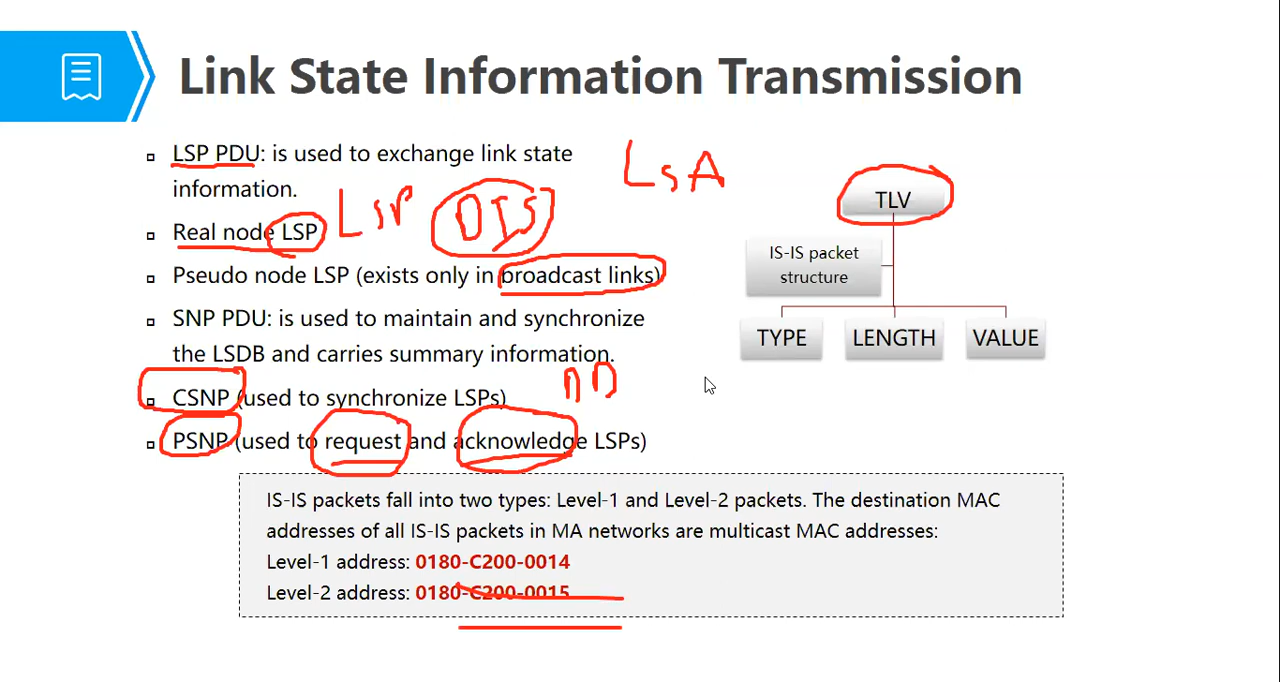 Link State Information Transmission
LSP PDU: is used to exchange link state
information.
LSA
Real node LSP
LSP
DIS
Pseudo node LSP (exists only in broadcast links)
SNP PDU: is used to maintain and synchronize
the LSDB and carries summary information.
CSNP (used to synchronize LSPs)
DD
PSNP (used to request and acknowledge LSPs)
TLV
IS-IS packet
structure
TYPE
LENGTH
VALUE
IS-IS packets fall into two types: Level-1 and Level-2 packets. The destination MAC
addresses of all IS-IS packets in MA networks are multicast MAC addresses:
Level-1 address: 0180-C200-0014
Level-2 address: 0180-C200-0015